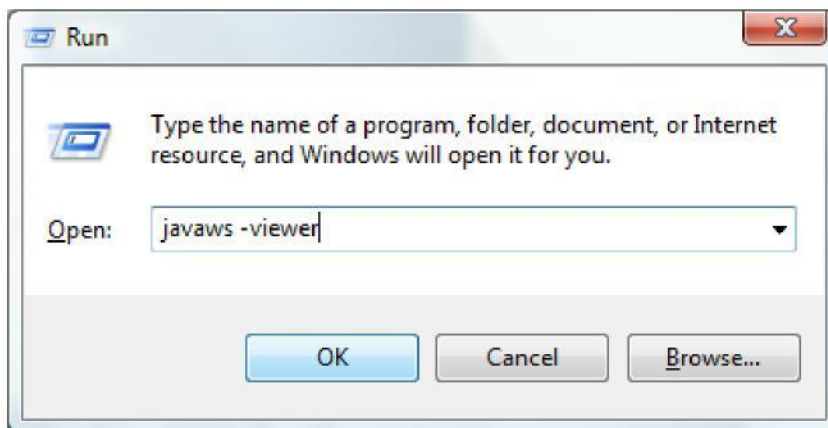 Run
Type the name of a program, folder, document, or Internet
resource, and Windows will open it for you.
Open: javaws -viewer
OK Cancel Browse...